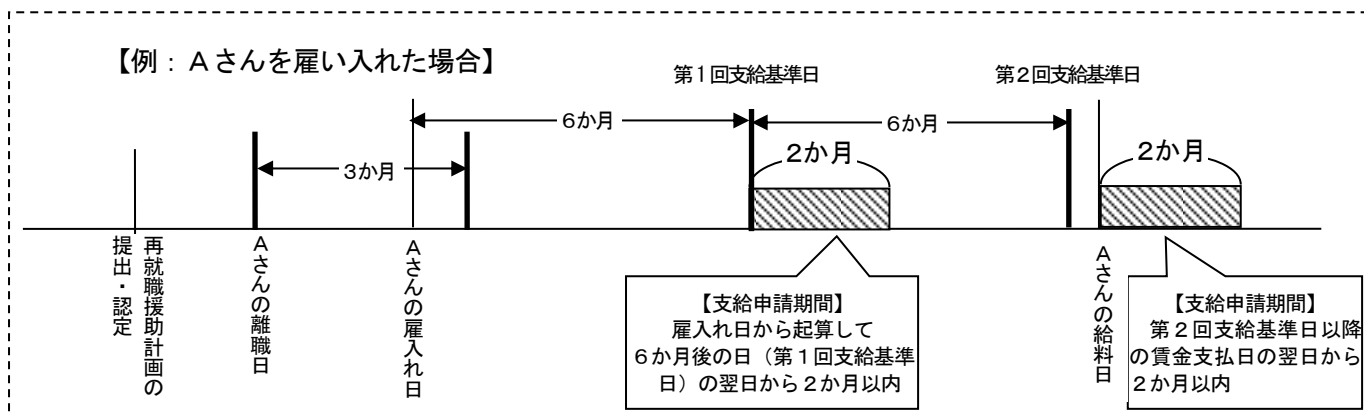 【例：Aさんを雇い入れた場合】
第１回支給基準日
第２回支給基準日
６か月
６か月
３か月
２か月
２か月
再就職援助計画の
提出・認定
Aさんの離職日
Aさんの雇入れ日
Aさんの給料日
【支給申請期間】
雇入れ日から起算して
６か月後の日（第１回支給基準
日）の翌日から２か月以内
【支給申請期間】
第２回支給基準日以降
の賃金支払日の翌日から
２か月以内